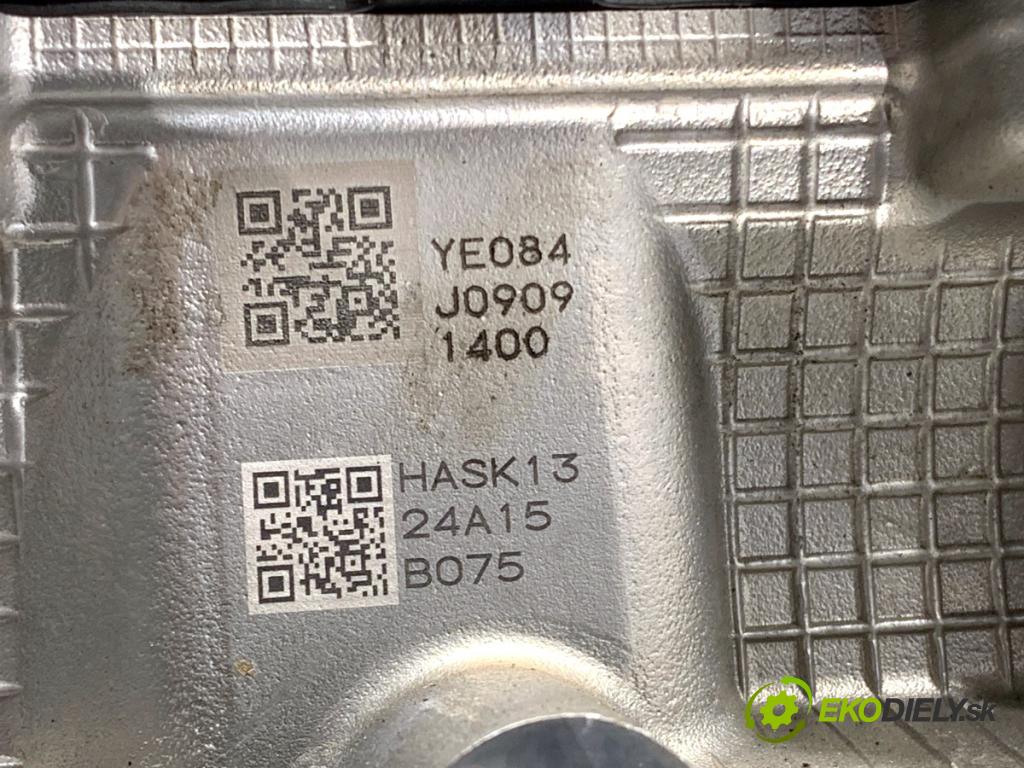 YE084
J0909
1400
HASK13
24A15
B075
EKODIELY.sk